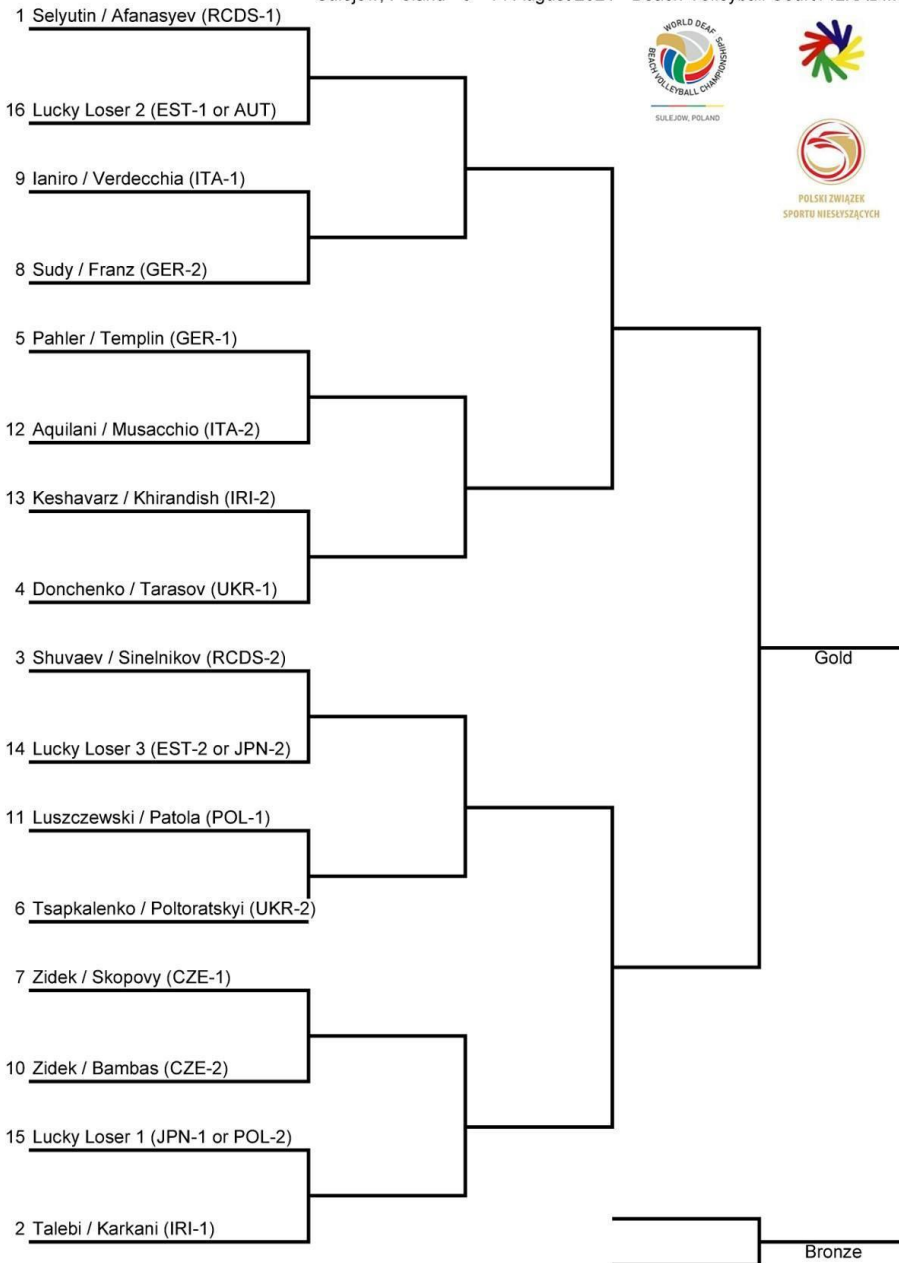 Sulejow, Poland
2021
1 Selyutin / Afanasyev (RCDS-1)
WORLD DEAF
BEACH VOLLEYBALL CHAMPIONSHIPS
SULEJOW, POLAND
16 Lucky Loser 2 (EST-1 or AUT)
9 Ianiro / Verdecchia (ITA-1)
POLSKI ZWIĄZEK
SPORTU NIESŁYSZĄCYCH
8 Sudy / Franz (GER-2)
5 Pahler / Templin (GER-1)
12 Aquilani / Musacchio (ITA-2)
13 Keshavarz / Khirandish (IRI-2)
4 Donchenko / Tarasov (UKR-1)
3 Shuvaev / Sinelnikov (RCDS-2)
Gold
14 Lucky Loser 3 (EST-2 or JPN-2)
11 Luszczewski / Patola (POL-1)
6 Tsapkalenko / Poltoratskyi (UKR-2)
7 Zidek / Skopovy (CZE-1)
10 Zidek / Bambas (CZE-2)
15 Lucky Loser 1 (JPN-1 or POL-2)
2 Talebi / Karkani (IRI-1)
Bronze